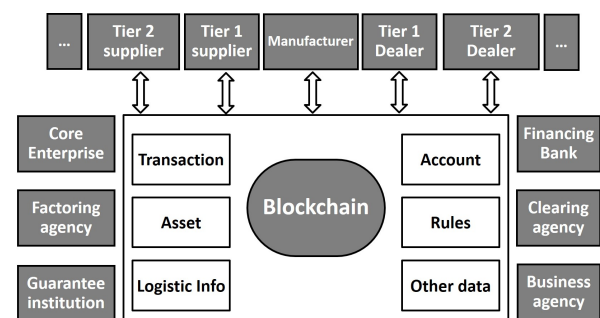 ...
Tier 2
supplier
Tier 1
supplier
Manufacturer
Tier 1
Dealer
Tier 2
Dealer
...
Core
Enterprise
Factoring
agency
Guarantee
institution
Transaction
Asset
Logistic Info
Blockchain
Account
Rules
Other data
Financing
Bank
Clearing
agency
Business
agency